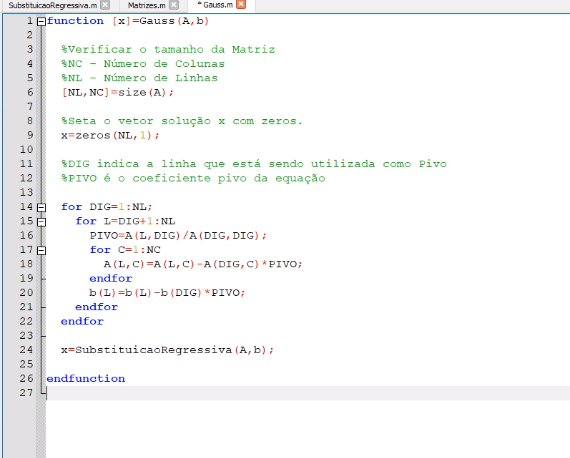 SubstituicaoRegressiva.m Matrizes.m * Gauss.m
1 function [x]=Gauss(A,b)
2
3 %Verificar o tamanho da Matriz
4 %NC - Número de Colunas
5 %NL - Número de Linhas
6 [NL,NC]=size(A);
7
8 %Seta o vetor solução x com zeros.
9 x=zeros(NL,1);
10
11 %DIG indica a linha que está sendo utilizada como Pivo
12 %PIVO é o coeficiente pivo da equação
13
14 for DIG=1:NL;
15 for L=DIG+1:NL
16 PIVO=A(L,DIG)/A(DIG,DIG);
17 for C=1:NC
18 A(L,C)=A(L,C)-A(DIG,C)*PIVO;
19 endfor
20 b(L)=b(L)-b(DIG)*PIVO;
21 endfor
22 endfor
23
24 x=SubstituicaoRegressiva(A,b);
25
26 endfunction
27